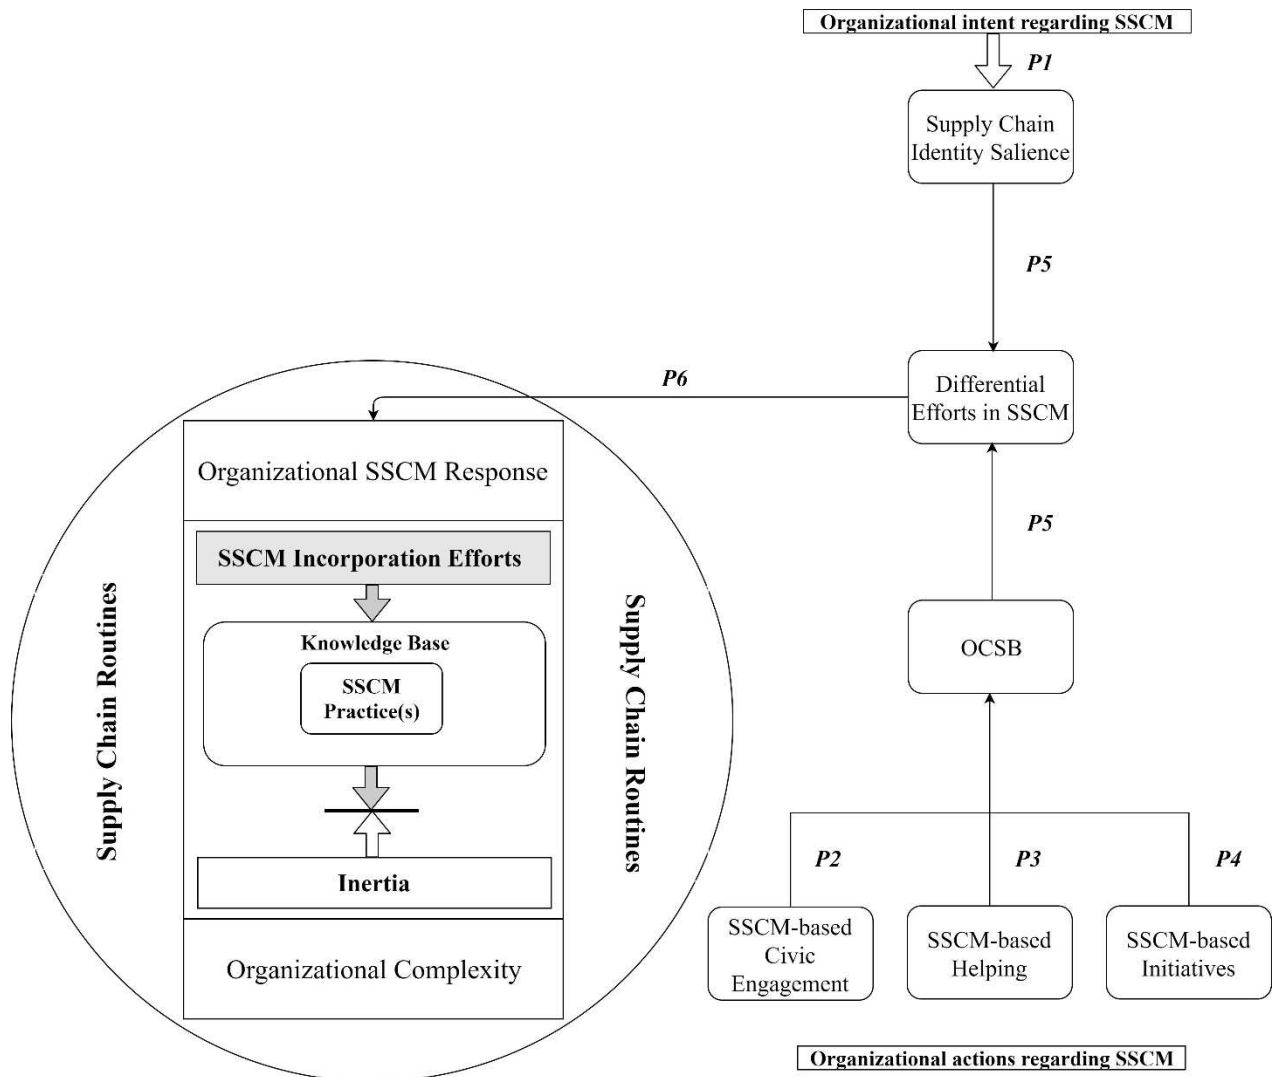 Organizational intent regarding SSCM
P1
Supply Chain
Identity Salience
P5
Differential
Efforts in SSCM
P6
P5
OCSB
P2
P3
P4
SSCM-based
Civic
Engagement
SSCM-based
Helping
SSCM-based
Initiatives
Organizational actions regarding SSCM
Supply Chain Routines
Organizational SSCM Response
SSCM Incorporation Efforts
Knowledge Base
SSCM
Practice(s)
Inertia
Organizational Complexity
Supply Chain Routines